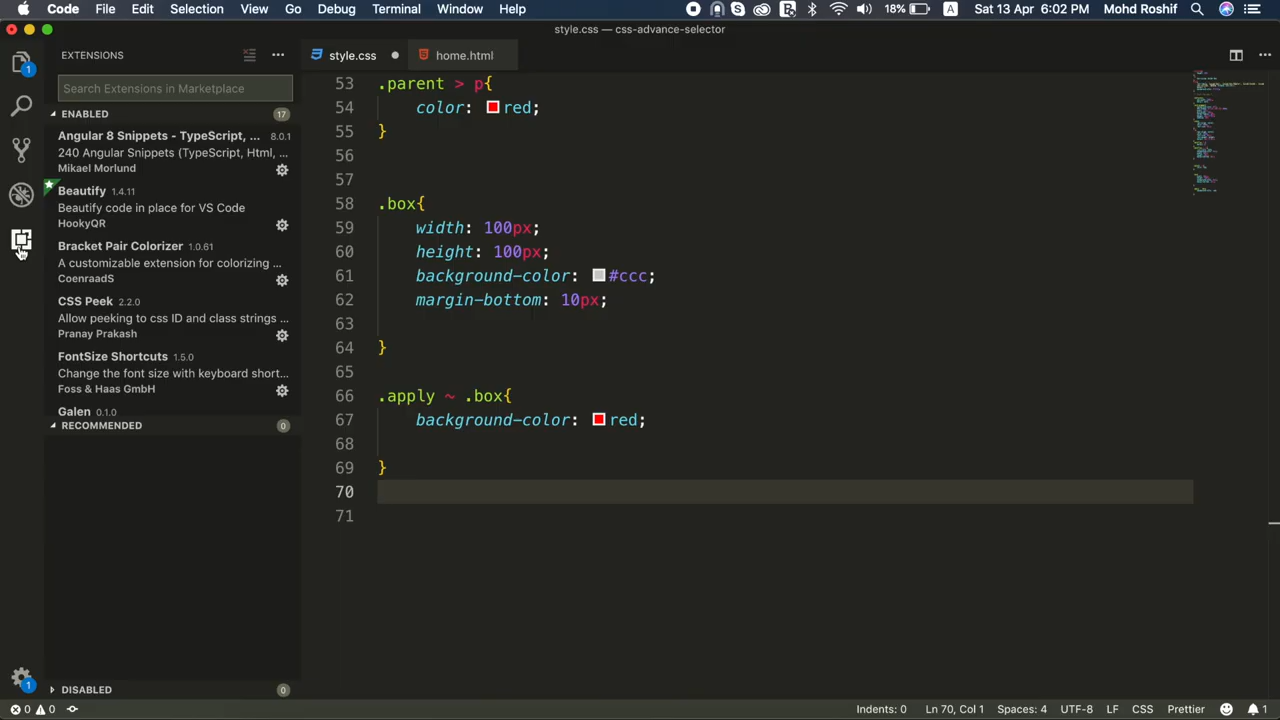 Code File Edit Selection View Go Debug Terminal Window Help 18% A Sat 13 Apr 6:02 PM Mohd Roshif
style.css — css-advance-selector
EXTENSIONS
style.css
home.html
1
Search Extensions in Marketplace
ENABLED 17
Angular 8 Snippets - TypeScript, ... 8.0.1
240 Angular Snippets (TypeScript, Html, ...
Mikael Morlund
Beautify 1.4.11
Beautify code in place for VS Code
HookyQR
Bracket Pair Colorizer 1.0.61
A customizable extension for colorizing ...
CoenraadS
CSS Peek 2.2.0
Allow peeking to css ID and class strings ...
Pranay Prakash
FontSize Shortcuts 1.5.0
Change the font size with keyboard short...
Foss & Haas GmbH
Galen 0.1.0
RECOMMENDED 0
DISABLED 0
1
53 .parent > p{
54 color: red;
55 }
56
57
58 .box{
59 width: 100px;
60 height: 100px;
61 background-color: #ccc;
62 margin-bottom: 10px;
63
64 }
65
66 .apply ~ .box{
67 background-color: red;
68
69 }
70
71
0 0 Indents: 0 Ln 70, Col 1 Spaces: 4 UTF-8 LF CSS Prettier 1